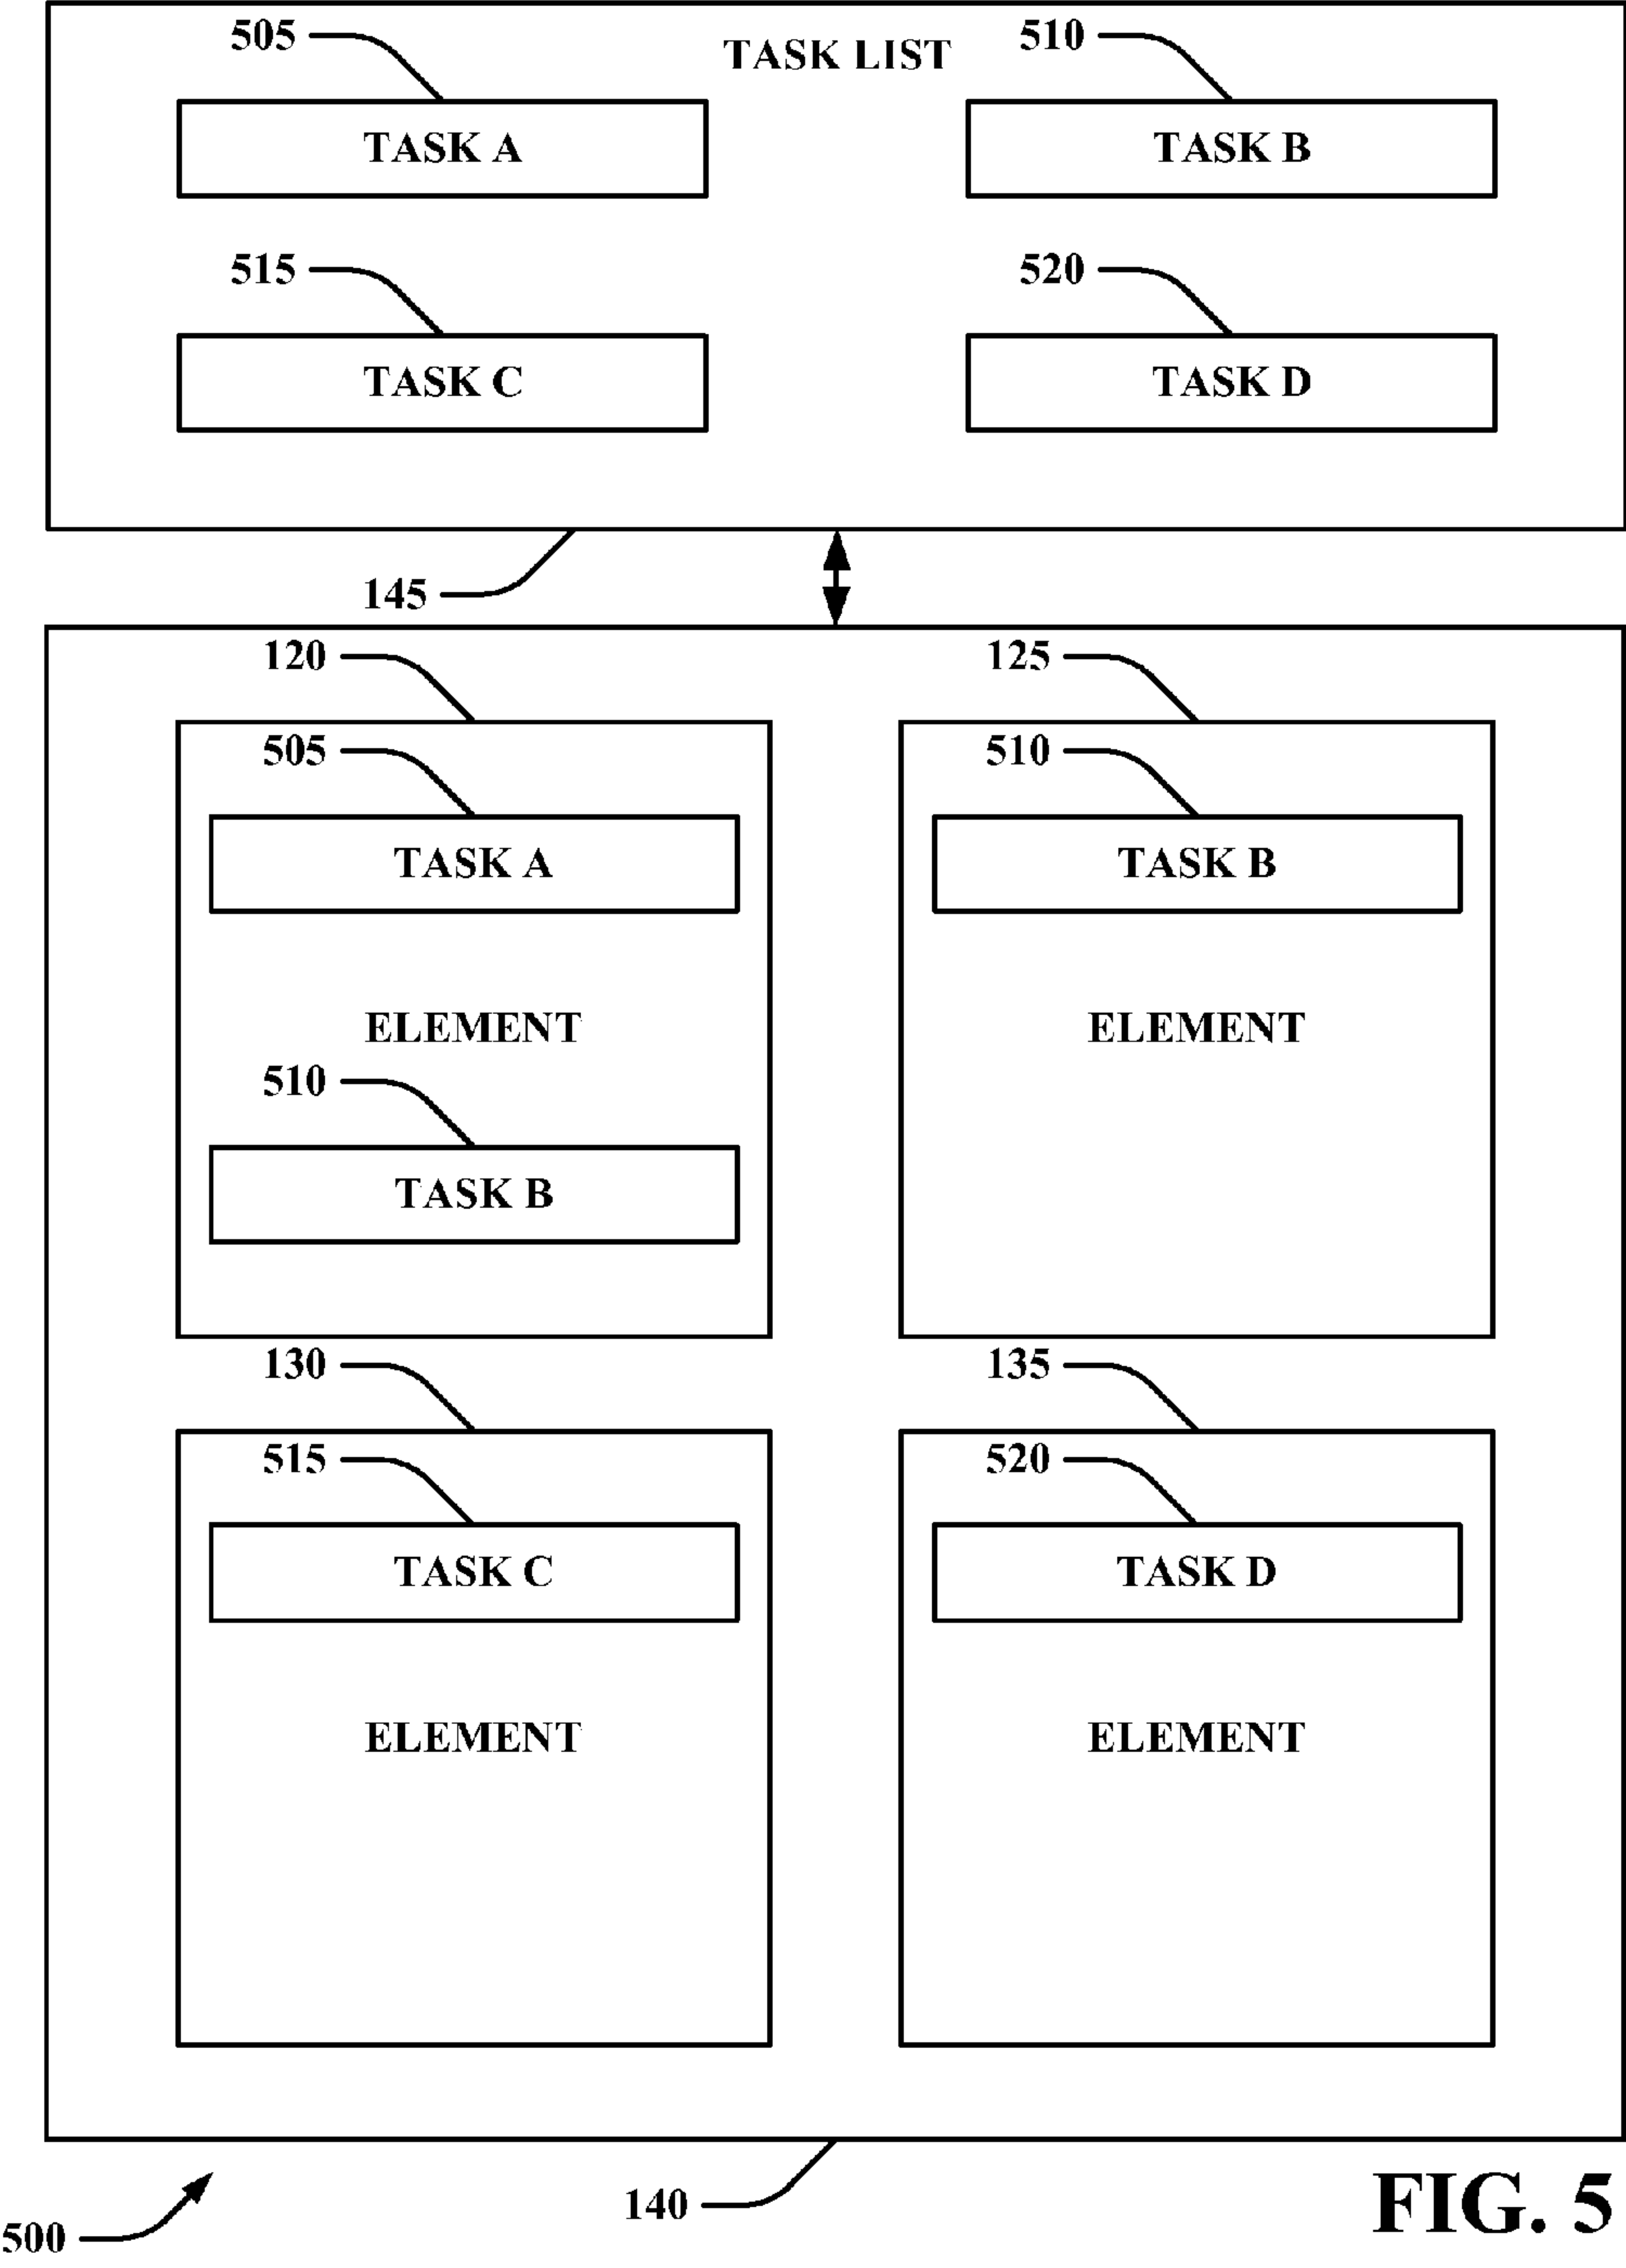 505
TASK LIST
510
TASK A
TASK B
515
520
TASK C
TASK D
145
120
125
505
510
TASK A
TASK B
ELEMENT
ELEMENT
510
TASK B
130
135
515
520
TASK C
TASK D
ELEMENT
ELEMENT
140
FIG. 5
500